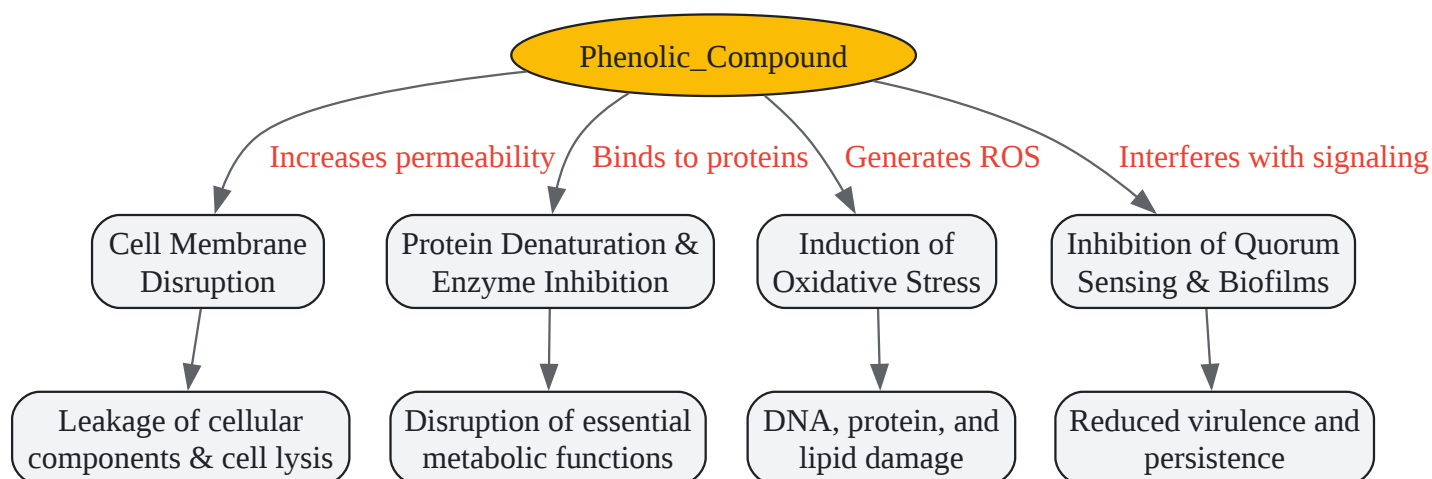 Phenolic_Compound
Increases permeability
Binds to proteins
Generates ROS
Interferes with signaling
Cell Membrane
Disruption
Protein Denaturation &
Enzyme Inhibition
Induction of
Oxidative Stress
Inhibition of Quorum
Sensing & Biofilms
Leakage of cellular
components & cell lysis
Disruption of essential
metabolic functions
DNA, protein, and
lipid damage
Reduced virulence and
persistence